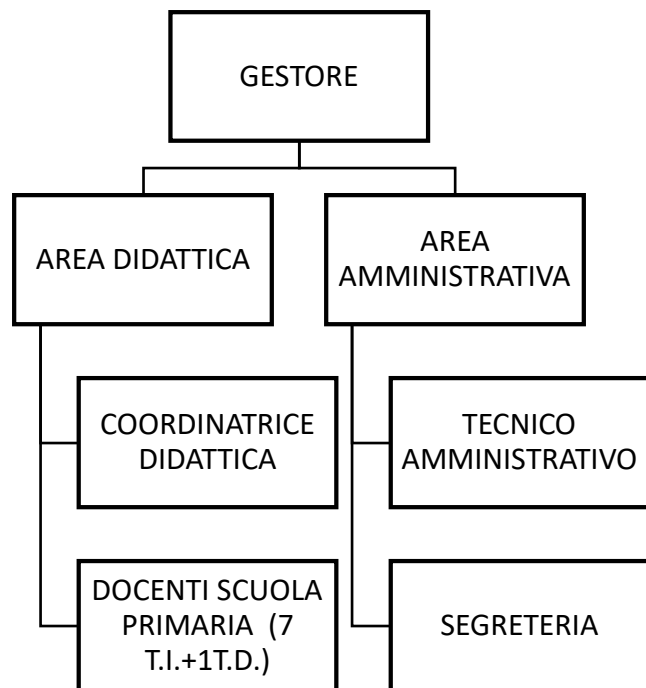 GESTORE
AREA DIDATTICA
AREA
AMMINISTRATIVA
COORDINATRICE
DIDATTICA
TECNICO
AMMINISTRATIVO
DOCENTI SCUOLA
PRIMARIA (7
T.I.+1T.D.)
SEGRETERIA